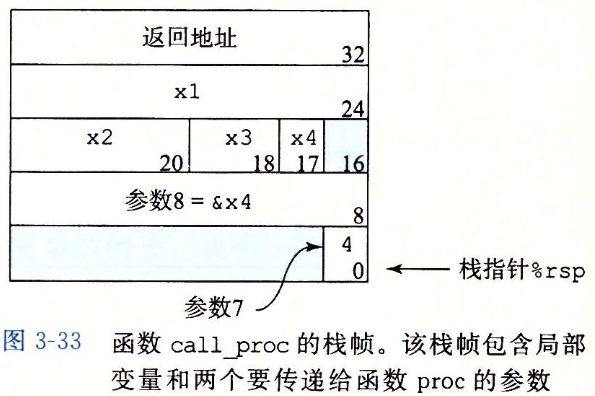 返回地址
32
x1
24
x2 x3 x4
20 18 17 16
参数8 = &x4
8
4
0 栈指针%rsp
参数7
图 3-33 函数 call_proc 的栈帧。该栈帧包含局部
变量和两个要传递给函数 proc 的参数